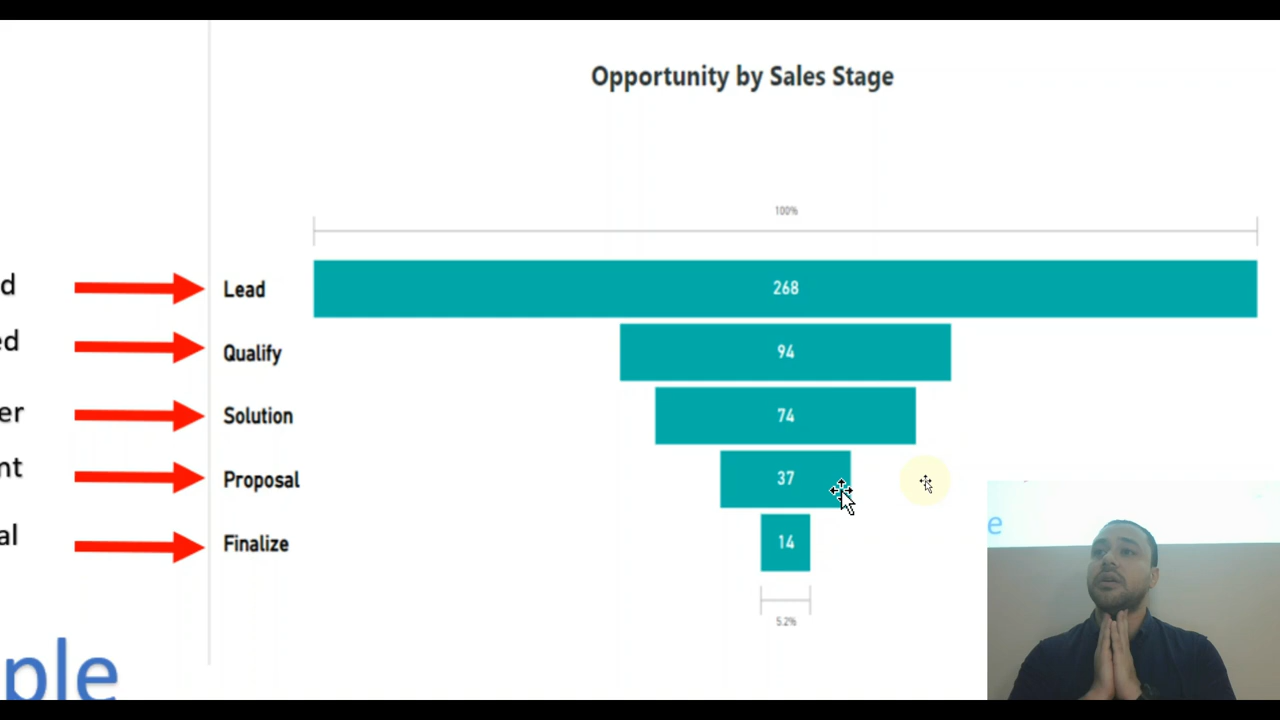 Opportunity by Sales Stage
100%
d
Lead
268
ed
Qualify
94
er
Solution
74
nt
Proposal
37
al
Finalize
14
5.2%
ple
e